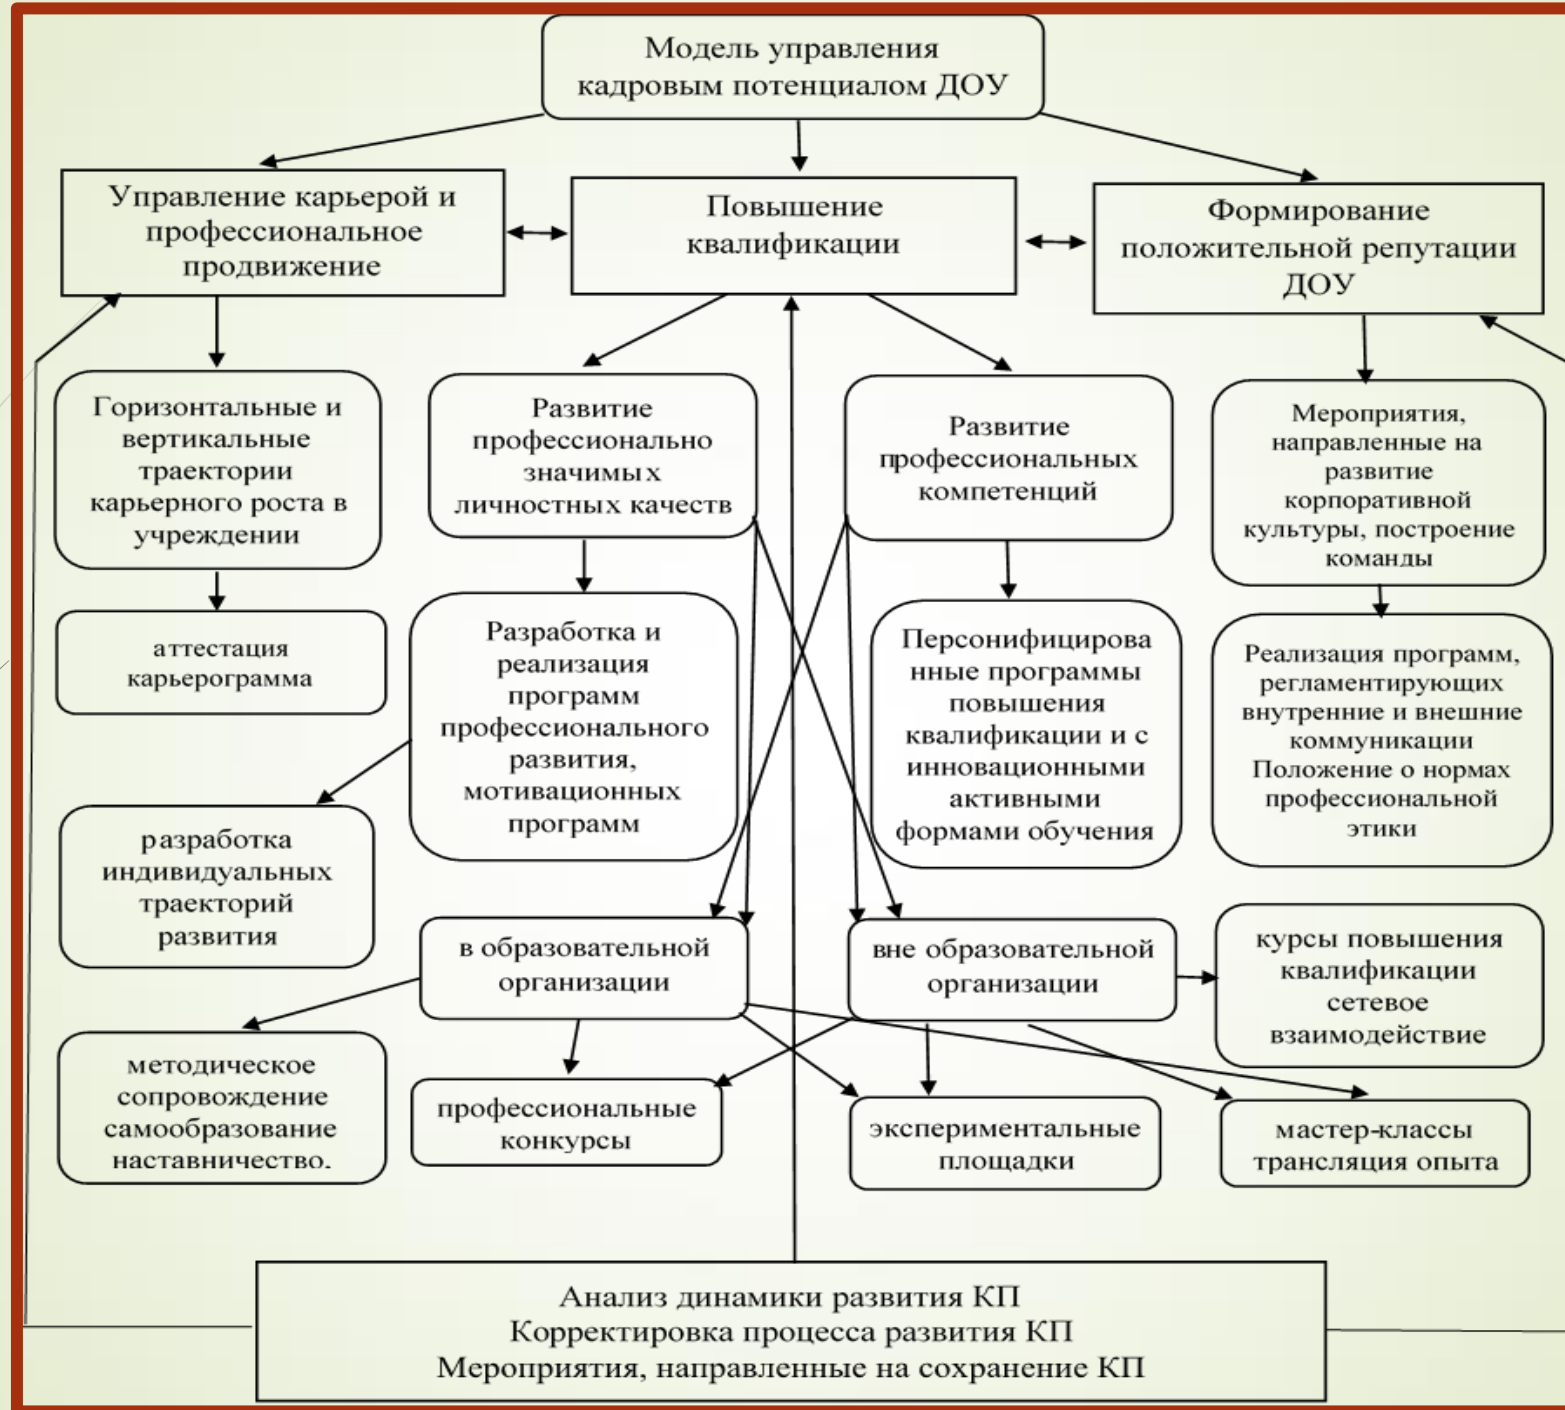 Модель управления
кадровым потенциалом ДОУ
Управление карьерой и
профессиональное
продвижение
Повышение
квалификации
Формирование
положительной репутации
ДОУ
Горизонтальные и
вертикальные
траектории
карьерного роста в
учреждении
Развитие
профессионально
значимых
личностных качеств
Развитие
профессиональных
компетенций
Мероприятия,
направленные на
развитие
корпоративной
культуры, построение
команды
аттестация
карьерограмма
Разработка и
реализация
программ
профессионального
развития,
мотивационных
программ
Персонифицирова
нные программы
повышения
квалификации и с
инновационными
активными
формами обучения
Реализация программ,
регламентирующих
внутренние и внешние
коммуникации
Положение о нормах
профессиональной
этики
разработка
индивидуальных
траекторий
развития
в образовательной
организации
вне образовательной
организации
курсы повышения
квалификации
сетевое
взаимодействие
методическое
сопровождение
самообразование
наставничество.
профессиональные
конкурсы
экспериментальные
площадки
мастер-классы
трансляция опыта
Анализ динамики развития КП
Корректировка процесса развития КП
Мероприятия, направленные на сохранение КП